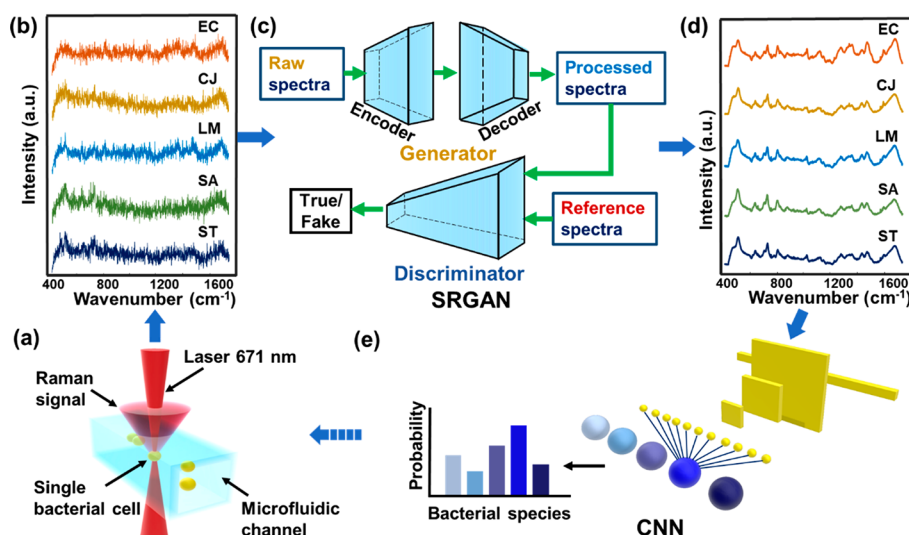 (b)
EC
CJ
LM
SA
ST
Intensity (a.u.)
400 800 1200 1600
Wavenumber (cm-1)
(c)
Raw
spectra
Encoder
Decoder
Generator
Processed
spectra
True/
Fake
Reference
spectra
Discriminator
SRGAN
(d)
EC
CJ
LM
SA
ST
Intensity (a.u.)
400 800 1200 1600
Wavenumber (cm-1)
(a)
Laser 671 nm
Raman
signal
Single
bacterial cell
Microfluidic
channel
(e)
Probability
Bacterial species
CNN